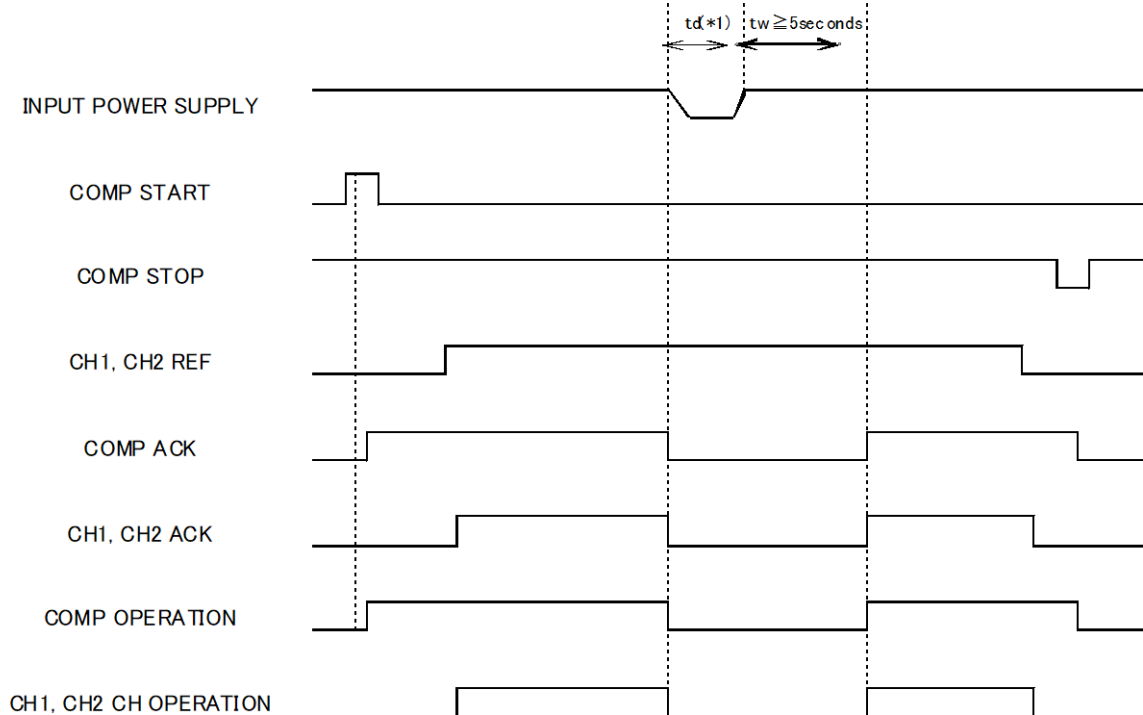 td(*1) tw≧5seconds
INPUT POWER SUPPLY
COMP START
COMP STOP
CH1, CH2 REF
COMP ACK
CH1, CH2 ACK
COMP OPERATION
CH1, CH2 CH OPERATION